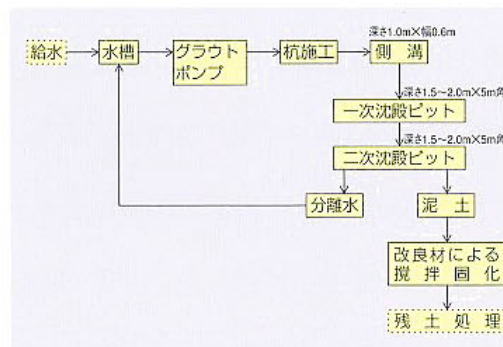 深さ1.0m×幅0.6m
給水
水槽
グラウト
ポンプ
杭施工
側溝
深さ1.5～2.0m×5m角
一次沈殿ピット
深さ1.5～2.0m×5m角
二次沈殿ピット
分離水
泥土
改良材による
撹拌固化
残土処理